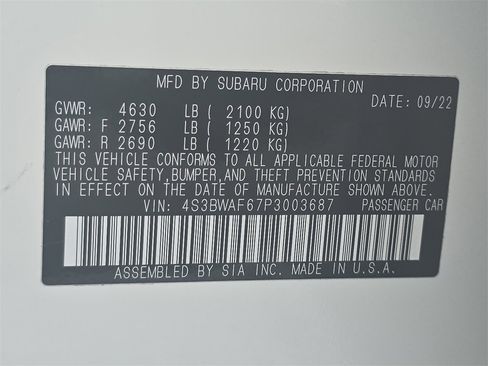 MFD BY SUBARU CORPORATION
DATE: 09/22
GVWR: 4630 LB ( 2100 KG)
GAWR: F 2756 LB ( 1250 KG)
GAWR: R 2690 LB ( 1220 KG)
THIS VEHICLE CONFORMS TO ALL APPLICABLE FEDERAL MOTOR
VEHICLE SAFETY,BUMPER,AND THEFT PREVENTION STANDARDS
IN EFFECT ON THE DATE OF MANUFACTURE SHOWN ABOVE.
VIN: 4S3BWAF67P3003687 PASSENGER CAR
ASSEMBLED BY SIA INC. MADE IN U.S.A.